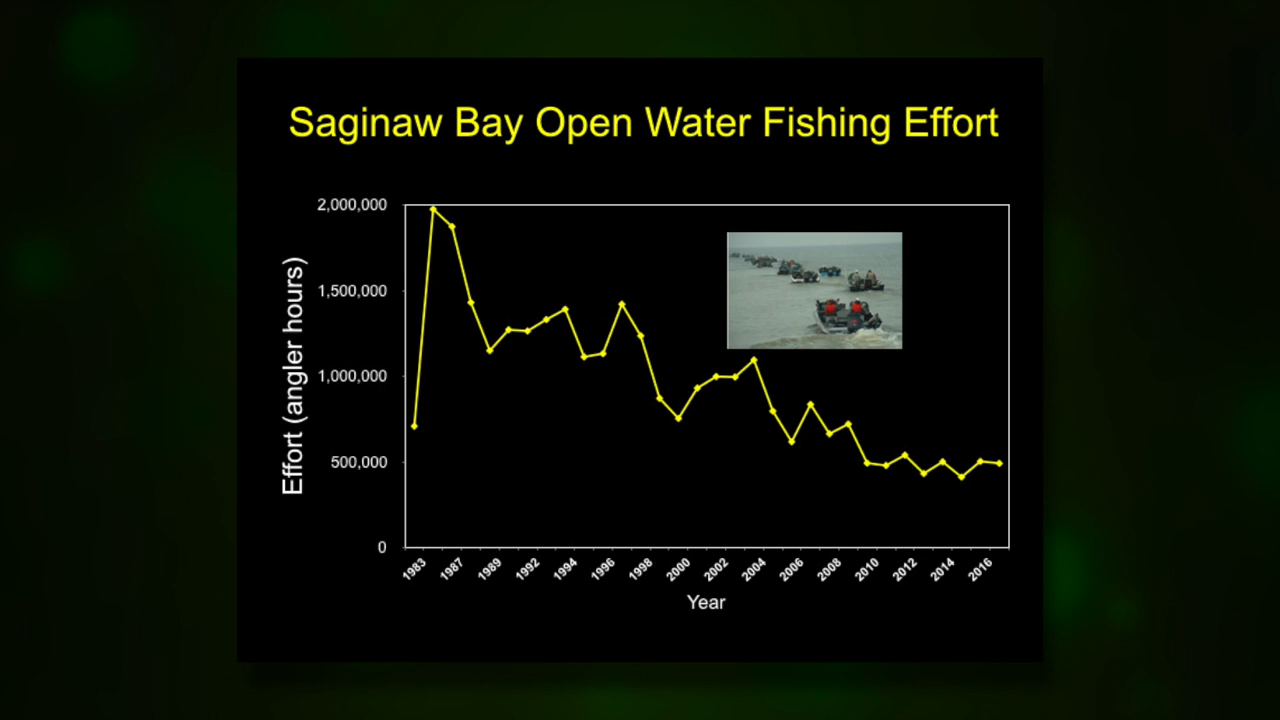 Saginaw Bay Open Water Fishing Effort
Effort (angler hours)
2,000,000
1,500,000
1,000,000
500,000
0
1983 1987 1989 1992 1994 1996 1998 2000 2002 2004 2006 2008 2010 2012 2014 2016
Year